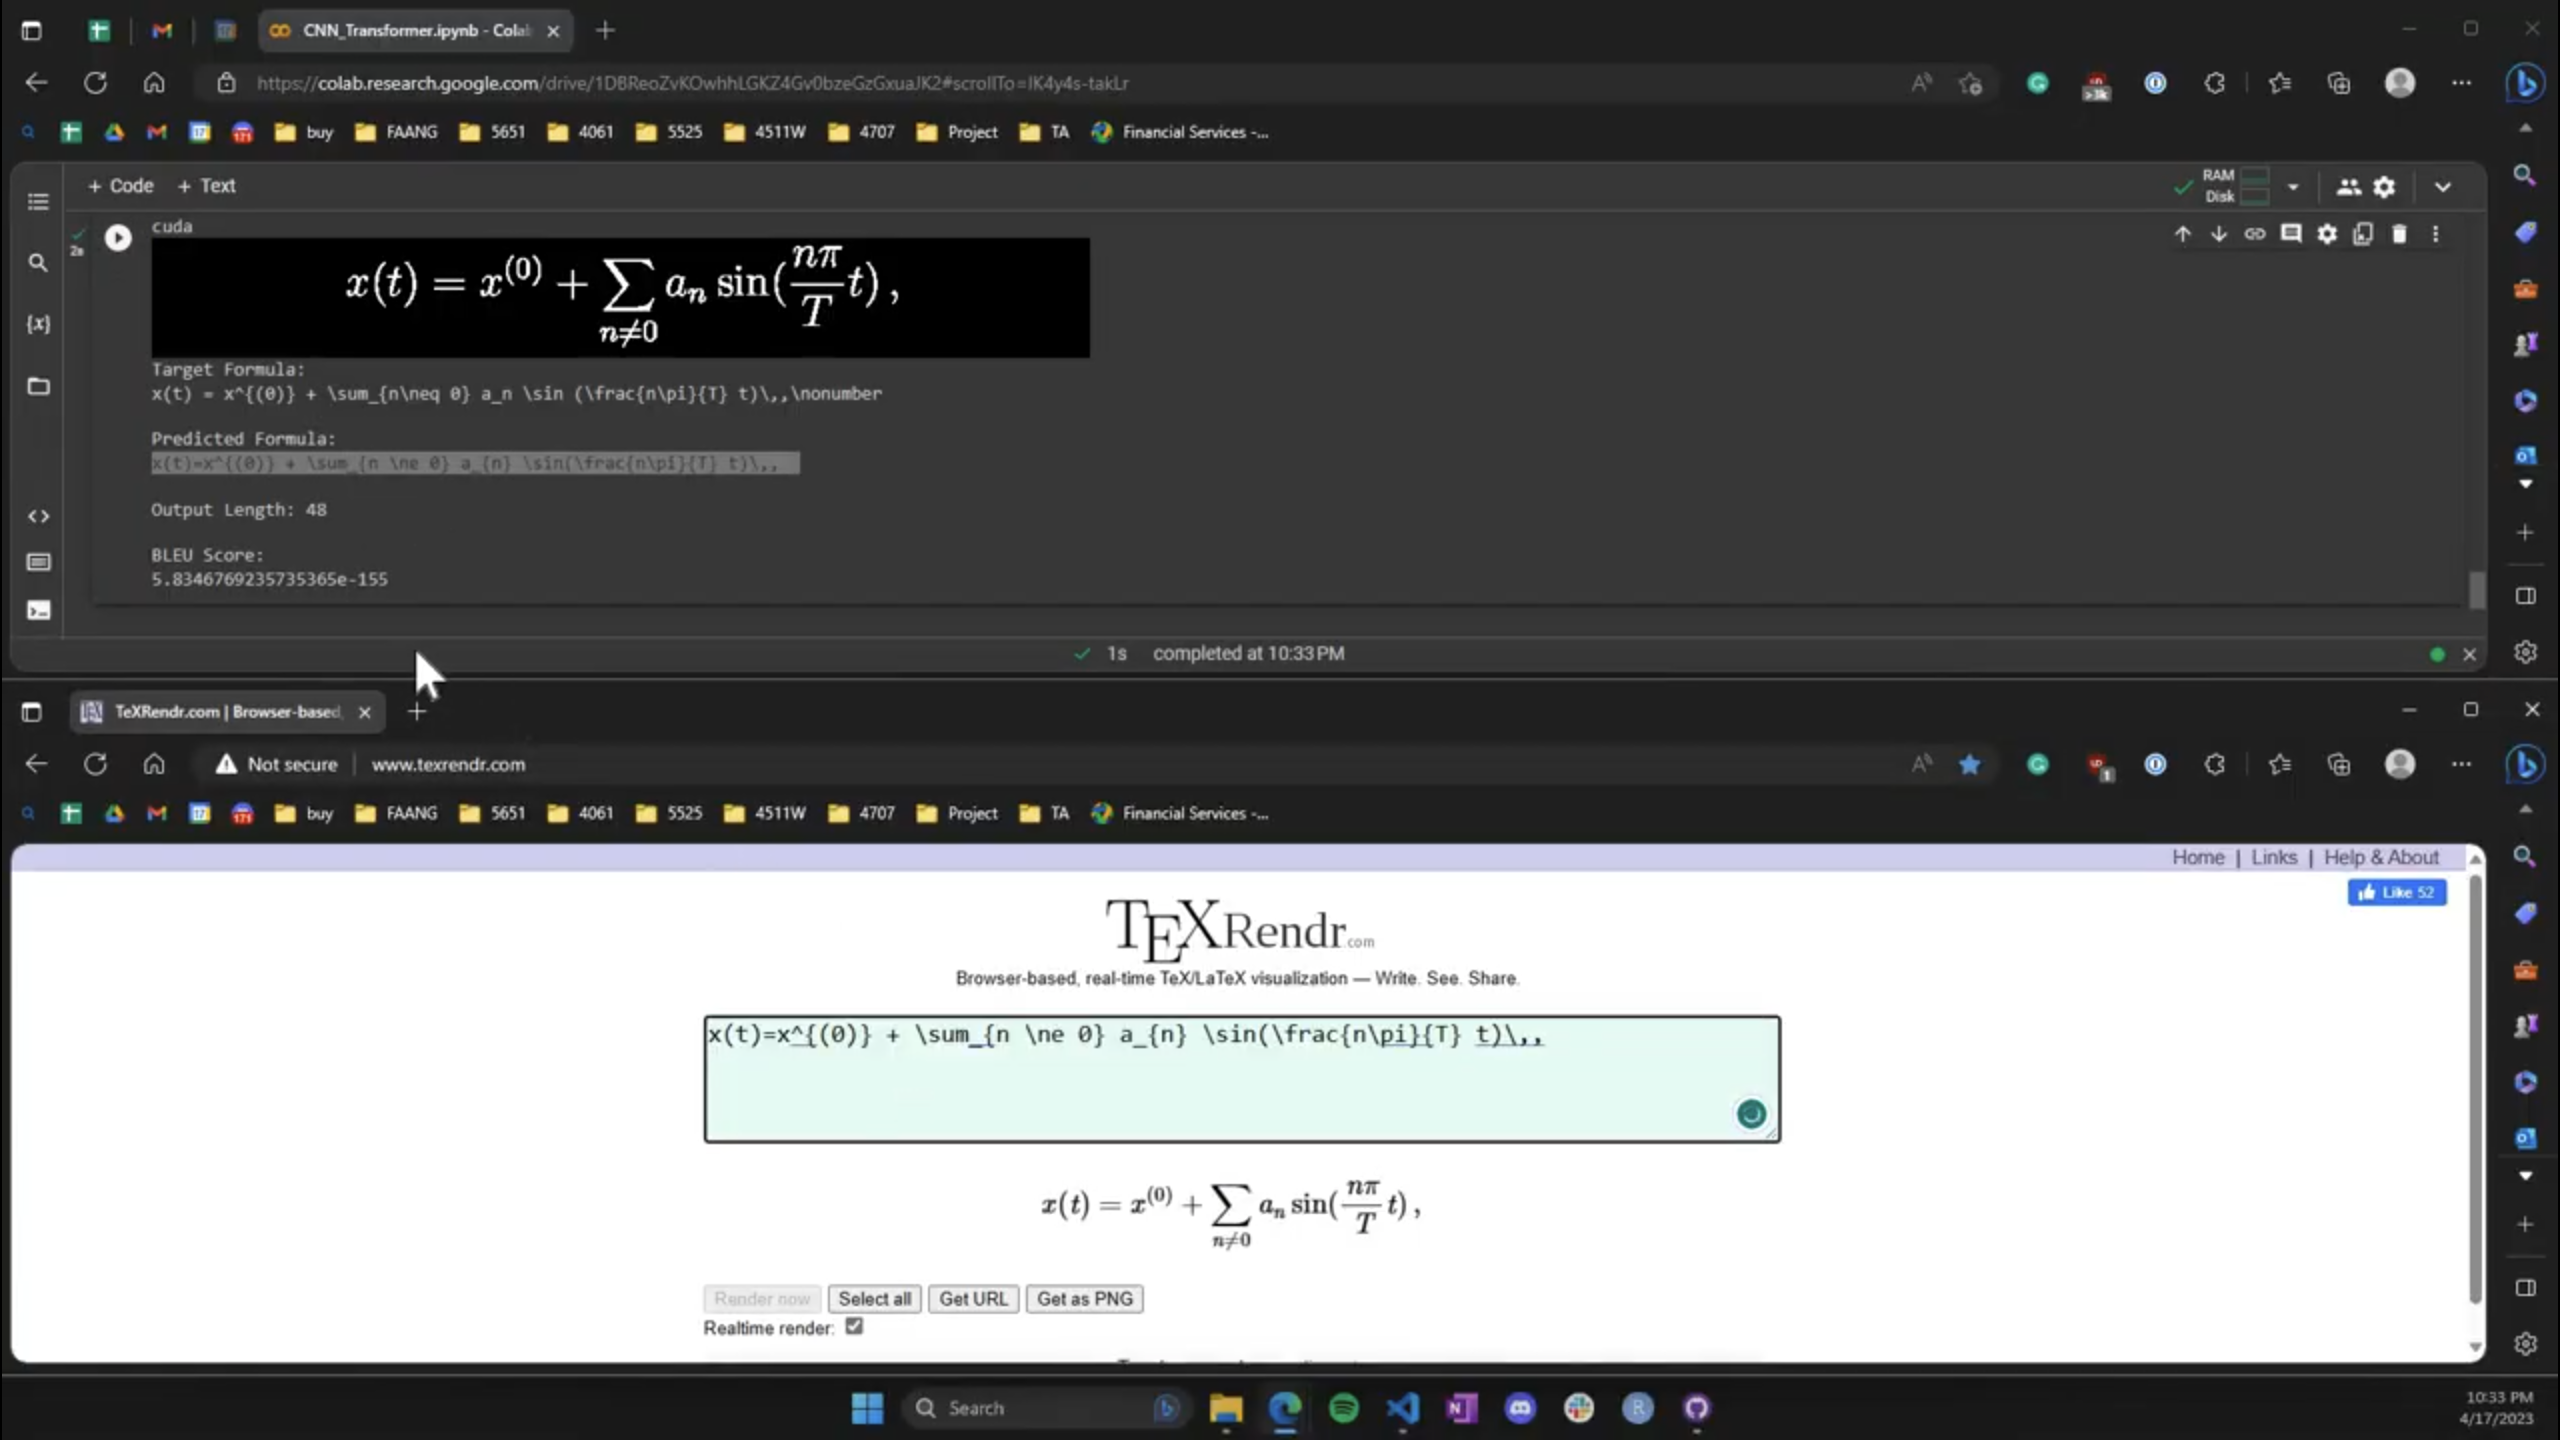 CNN_Transformer.ipynb - Cola
https://colab.research.google.com/drive/1DBReoZvKOwhhLGKZ4Gv0bzeGzGxuaJK2#scrollTo=IK4y4s-takLr
buy FAANG 5651 4061 5525 4511W 4707 Project TA Financial Services -...
+ Code + Text
RAM
Disk
2s
cuda
x(t) = x^{(0)} + \sum_{n≠0} a_n sin(\frac{nπ}{T}t) ,
Target Formula:
x(t) = x^{(0)} + \sum_{n\neq 0} a_n \sin (\frac{n\pi}{T} t)\,,\nonumber
Predicted Formula:
x(t)=x^{(0)} + \sum_{n \ne 0} a_{n} \sin(\frac{n\pi}{T} t)\,,
Output Length: 48
BLEU Score:
5.8346769235735365e-155
1s completed at 10:33 PM
TeXRendr.com | Browser-based,
Not secure www.texrendr.com
buy FAANG 5651 4061 5525 4511W 4707 Project TA Financial Services -...
Home | Links | Help & About
Like 52
TEXRendr.com
Browser-based, real-time TeX/LaTeX visualization — Write. See. Share.
x(t)=x^{(0)} + \sum_{n \ne 0} a_{n} \sin(\frac{n\pi}{T} t)\,,
x(t) = x^{(0)} + \sum_{n≠0} a_n sin(\frac{nπ}{T}t) ,
Render now Select all Get URL Get as PNG
Realtime render:
Search
10:33 PM
4/17/2023